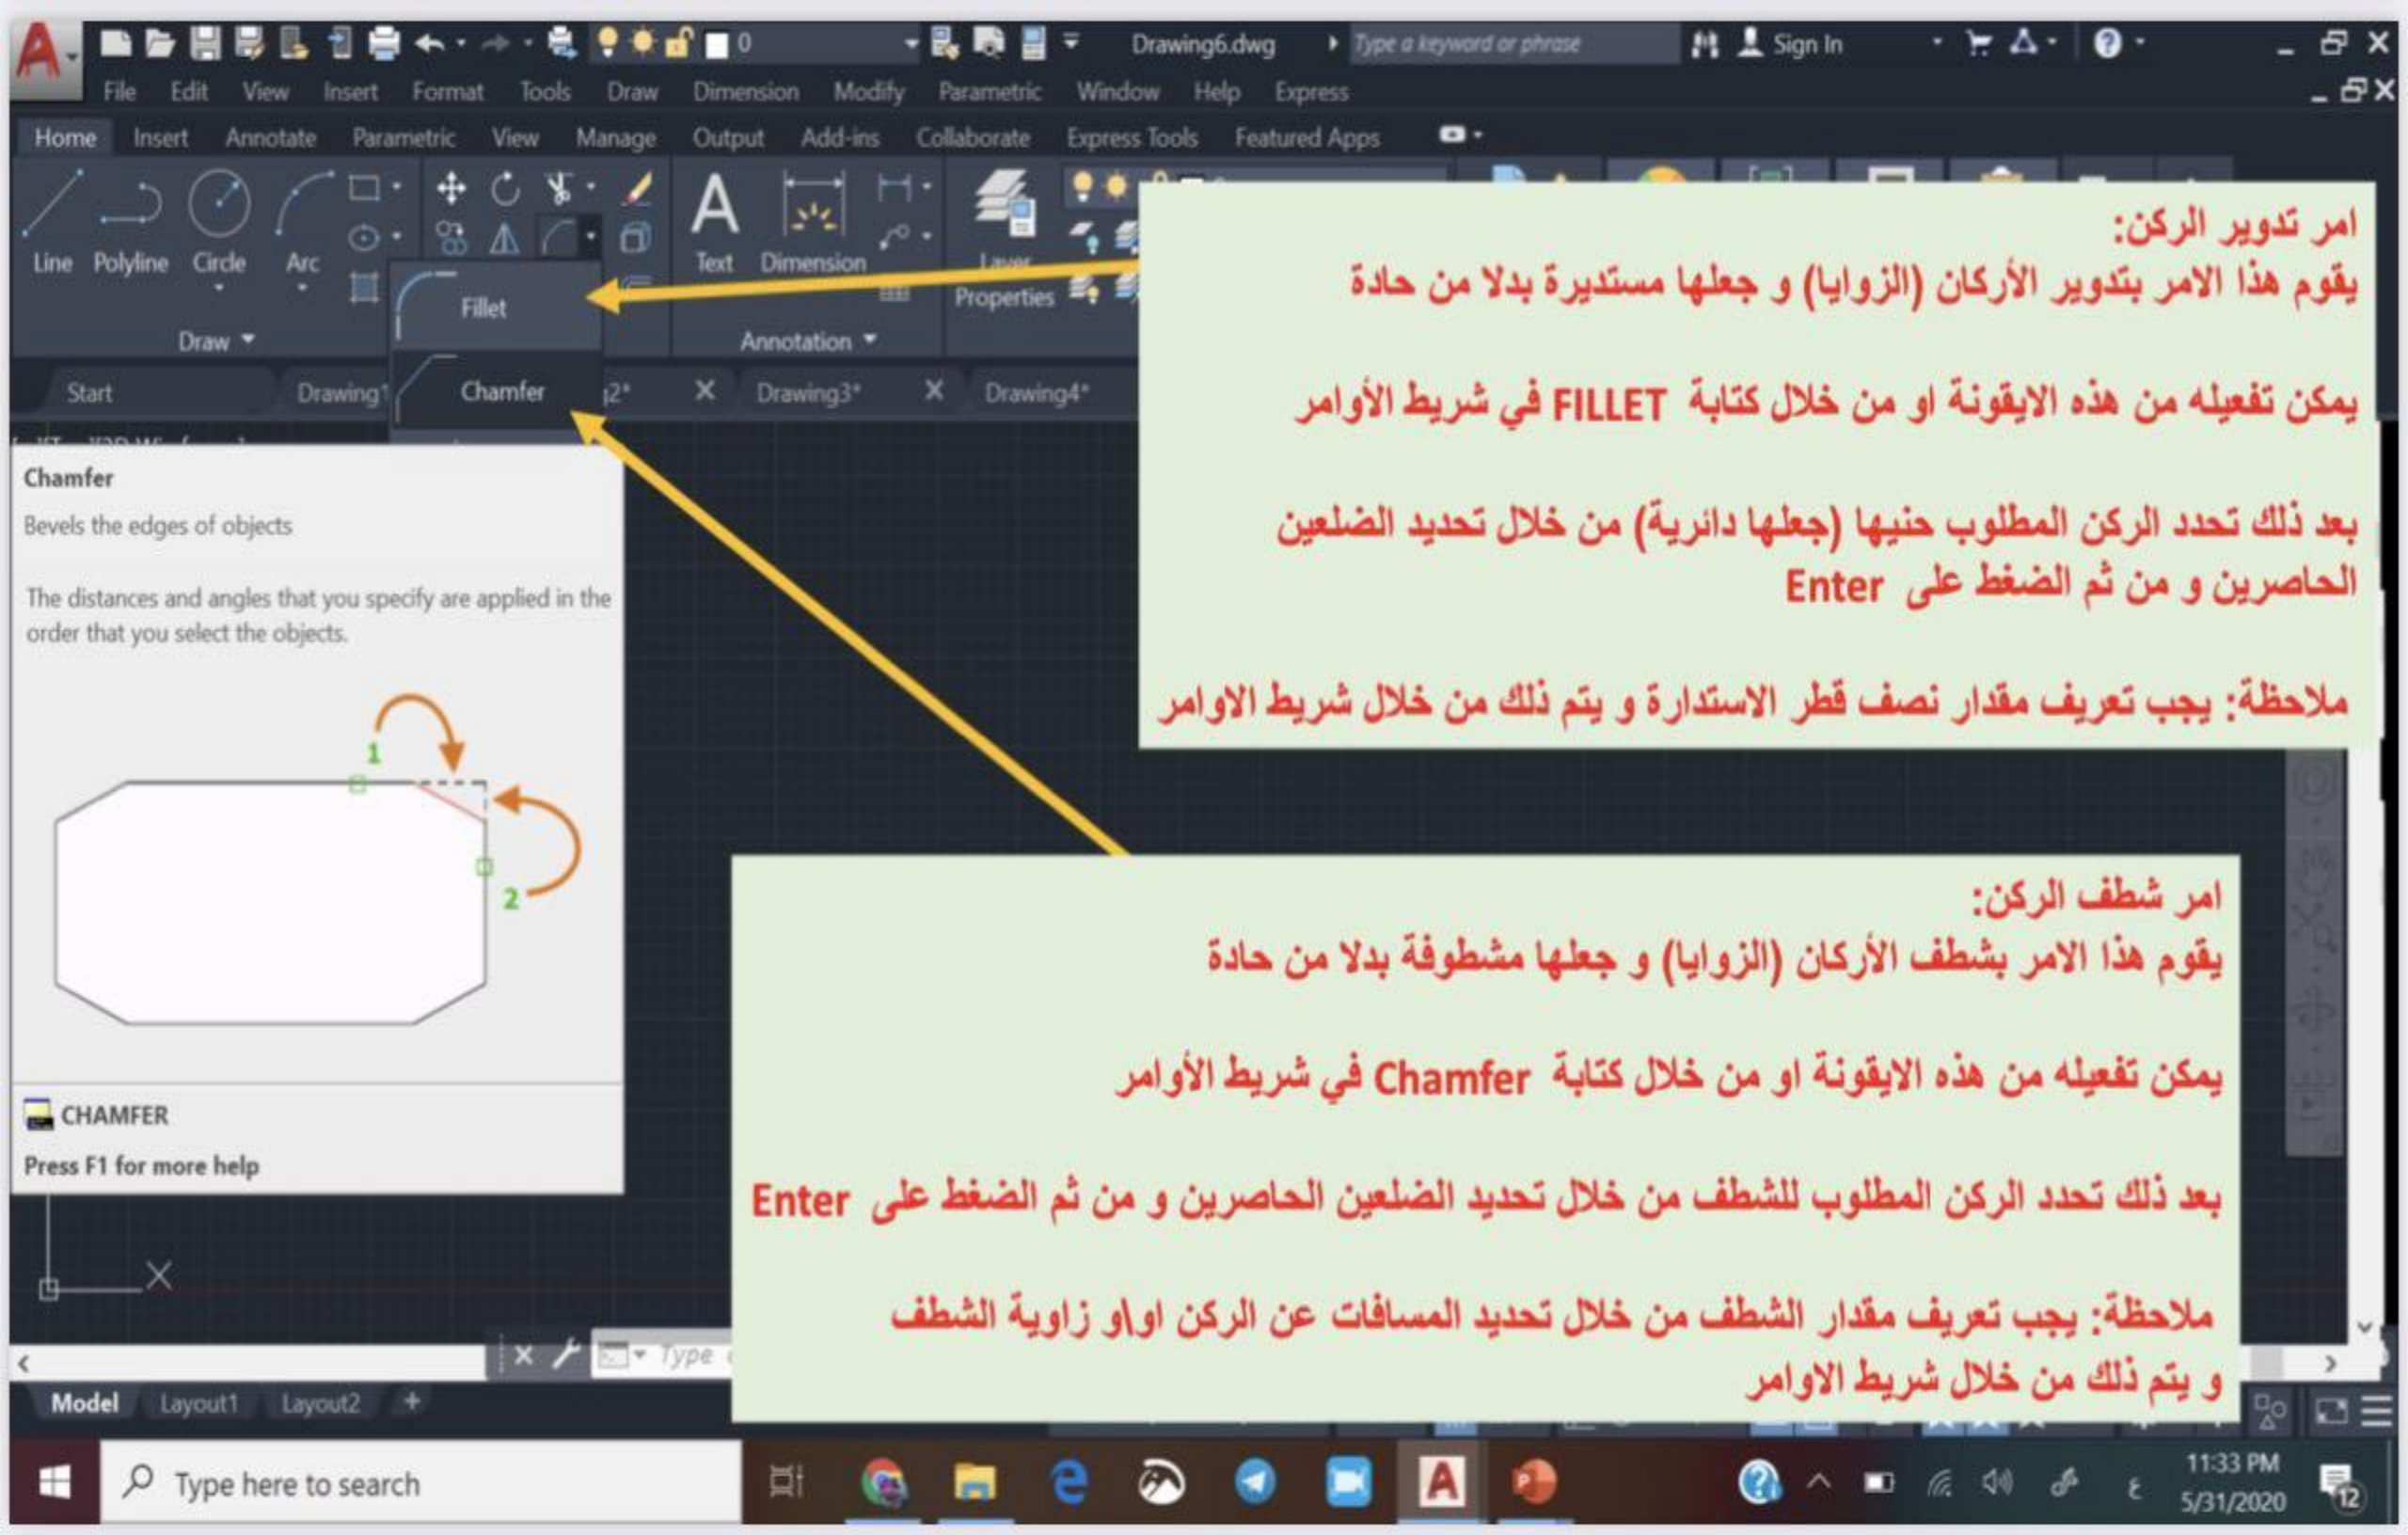 0
Drawing6.dwg
Type a keyword or phrase
Sign In
File Edit View Insert Format Tools Draw Dimension Modify Parametric Window Help Express
Home Insert Annotate Parametric View Manage Output Add-ins Collaborate Express Tools Featured Apps
Line Polyline Circle Arc
Text Dimension
Layer
Properties
Fillet
Draw
Annotation
Chamfer
Start Drawing1 g2* Drawing3* Drawing4*
امر تدوير الركن:
يقوم هذا الامر بتدوير الأركان (الزوايا) و جعلها مستديرة بدلا من حادة
يمكن تفعيله من هذه الايقونة او من خلال كتابة FILLET في شريط الأوامر
بعد ذلك تحدد الركن المطلوب حنيها (جعلها دائرية) من خلال تحديد الضلعين
الحاصرين و من ثم الضغط على Enter
ملاحظة: يجب تعريف مقدار نصف قطر الاستدارة و يتم ذلك من خلال شريط الاوامر
Chamfer
Bevels the edges of objects
The distances and angles that you specify are applied in the
order that you select the objects.
1
2
CHAMFER
Press F1 for more help
امر شطف الركن:
يقوم هذا الامر بشطف الأركان (الزوايا) و جعلها مشطوفة بدلا من حادة
يمكن تفعيله من هذه الايقونة او من خلال كتابة Chamfer في شريط الأوامر
بعد ذلك تحدد الركن المطلوب للشطف من خلال تحديد الضلعين الحاصرين و من ثم الضغط على Enter
ملاحظة: يجب تعريف مقدار الشطف من خلال تحديد المسافات عن الركن او\و زاوية الشطف
و يتم ذلك من خلال شريط الاوامر
X
Type
Model Layout1 Layout2 +
Type here to search
ع
11:33 PM
5/31/2020
12